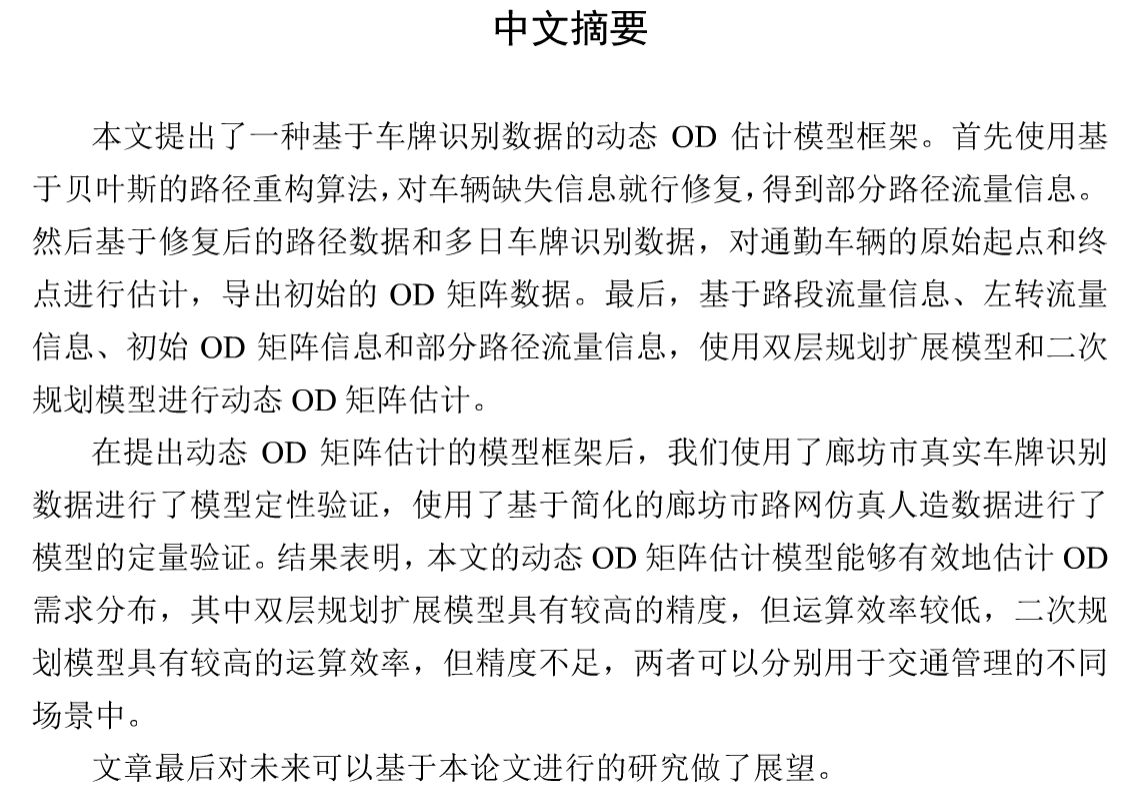 中文摘要
本文提出了一种基于车牌识别数据的动态 OD 估计模型框架。首先使用基
于贝叶斯的路径重构算法,对车辆缺失信息就行修复,得到部分路径流量信息。
然后基于修复后的路径数据和多日车牌识别数据，对通勤车辆的原始起点和终
点进行估计，导出初始的 OD 矩阵数据。最后，基于路段流量信息、左转流量
信息、初始 OD 矩阵信息和部分路径流量信息，使用双层规划扩展模型和二次
规划模型进行动态 OD 矩阵估计。
在提出动态 OD 矩阵估计的模型框架后，我们使用了廊坊市真实车牌识别
数据进行了模型定性验证，使用了基于简化的廊坊市路网仿真人造数据进行了
模型的定量验证。结果表明，本文的动态 OD 矩阵估计模型能够有效地估计 OD
需求分布，其中双层规划扩展模型具有较高的精度，但运算效率较低，二次规
划模型具有较高的运算效率，但精度不足，两者可以分别用于交通管理的不同
场景中。
文章最后对未来可以基于本论文进行的研究做了展望。